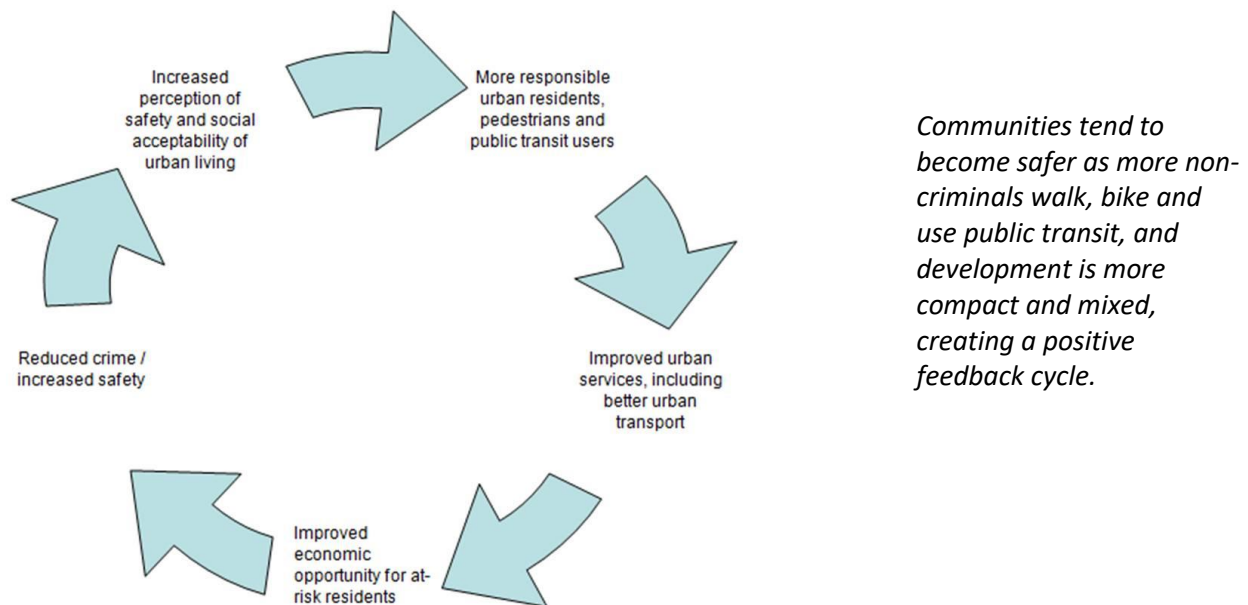 Increased
perception of
safety and social
acceptability of
urban living
More responsible
urban residents,
pedestrians and
public transit users
Improved urban
services, including
better urban
transport
Improved
economic
opportunity for at-
risk residents
Reduced crime /
increased safety
Communities tend to
become safer as more non-
criminals walk, bike and
use public transit, and
development is more
compact and mixed,
creating a positive
feedback cycle.